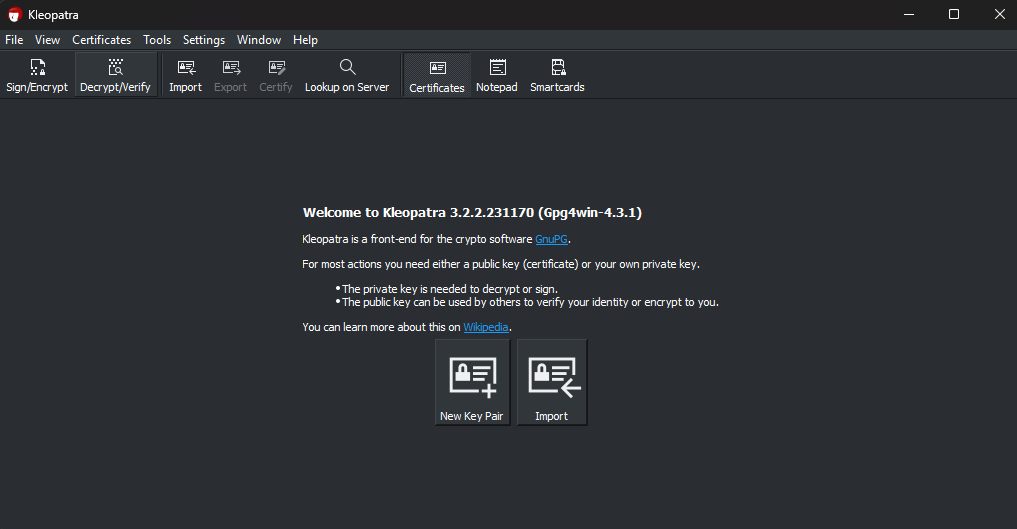 Kleopatra
File View Certificates Tools Settings Window Help
Sign/Encrypt Decrypt/Verify Import Export Certify Lookup on Server Certificates Notepad Smartcards
Welcome to Kleopatra 3.2.2.231170 (Gpg4win-4.3.1)
Kleopatra is a front-end for the crypto software GnuPG.
For most actions you need either a public key (certificate) or your own private key.
•The private key is needed to decrypt or sign.
•The public key can be used by others to verify your identity or encrypt to you.
You can learn more about this on Wikipedia.
New Key Pair Import